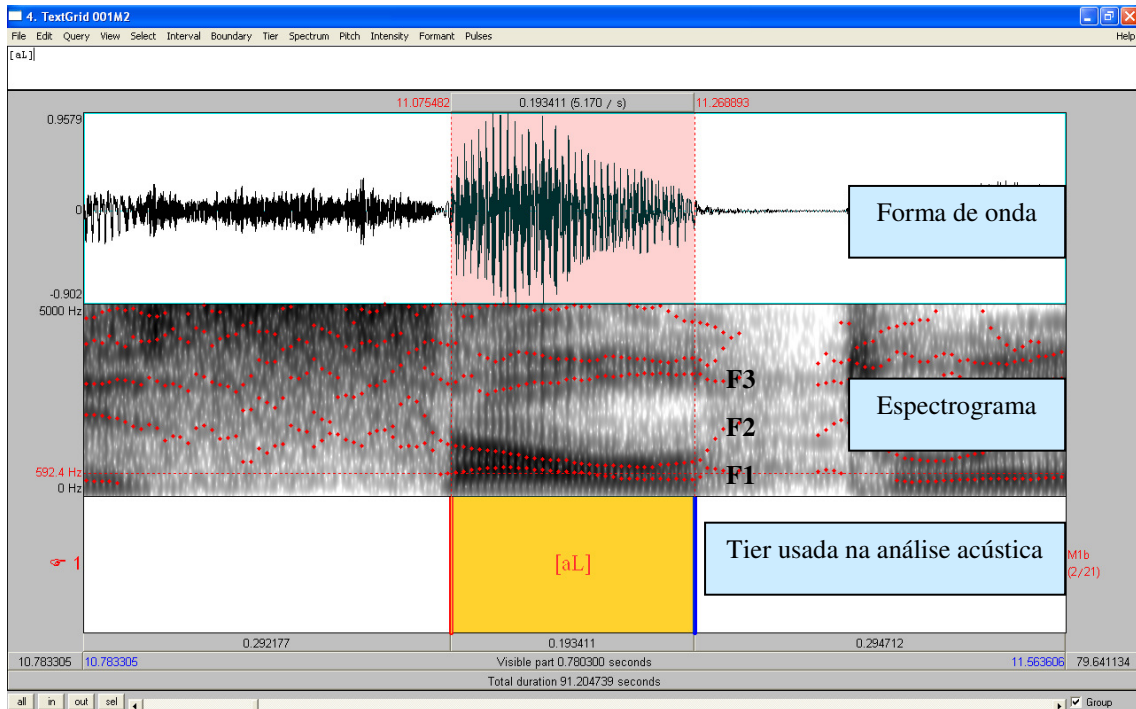 4. TextGrid 001M2
File Edit Query View Select Interval Boundary Tier Spectrum Pitch Intensity Formant Pulses Help
[aL]
11.075482 0.193411 (5.170 / s) 11.268893
0.9579
0
-0.902
Forma de onda
5000 Hz
F3
F2
Espectrograma
592.4 Hz
F1
0 Hz
Tier usada na análise acústica
1
[aL]
M1b
(2/21)
0.292177 0.193411 0.294712
10.783305 10.783305 Visible part 0.780300 seconds 11.563606 79.641134
Total duration 91.204739 seconds
all in out sel Group